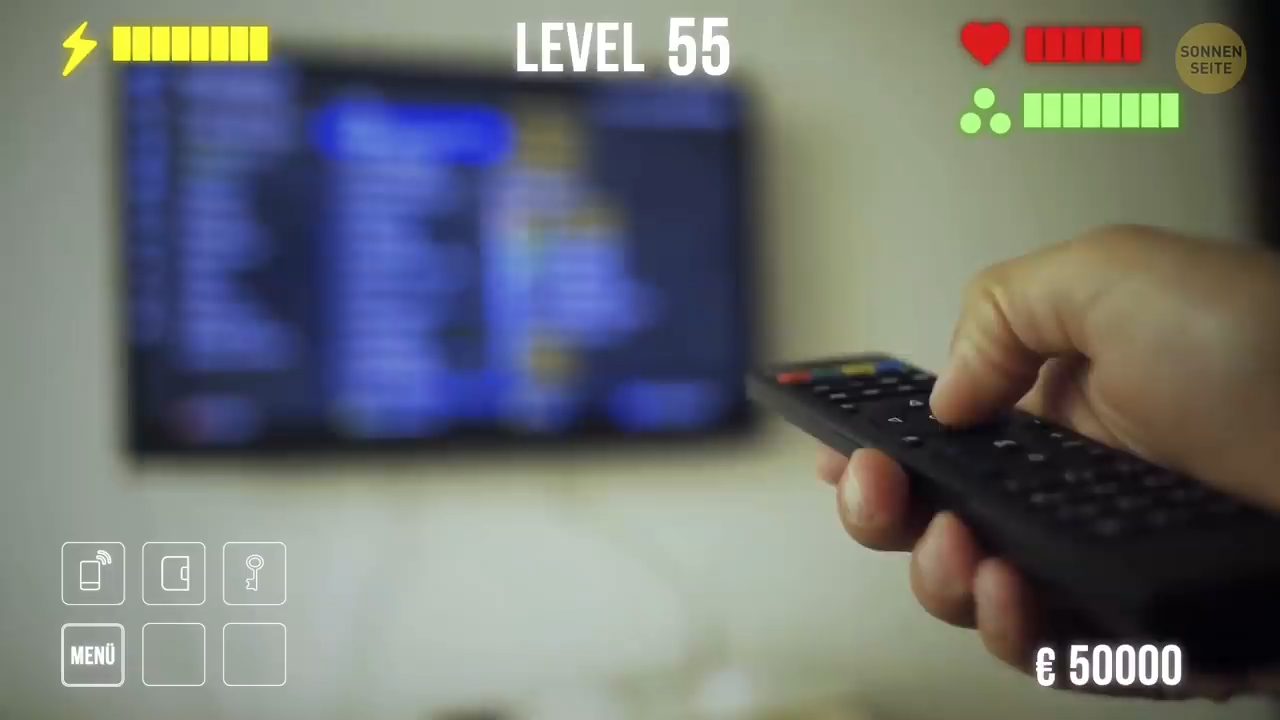 LEVEL 55
SONNEN
SEITE
MENÜ
€ 50000